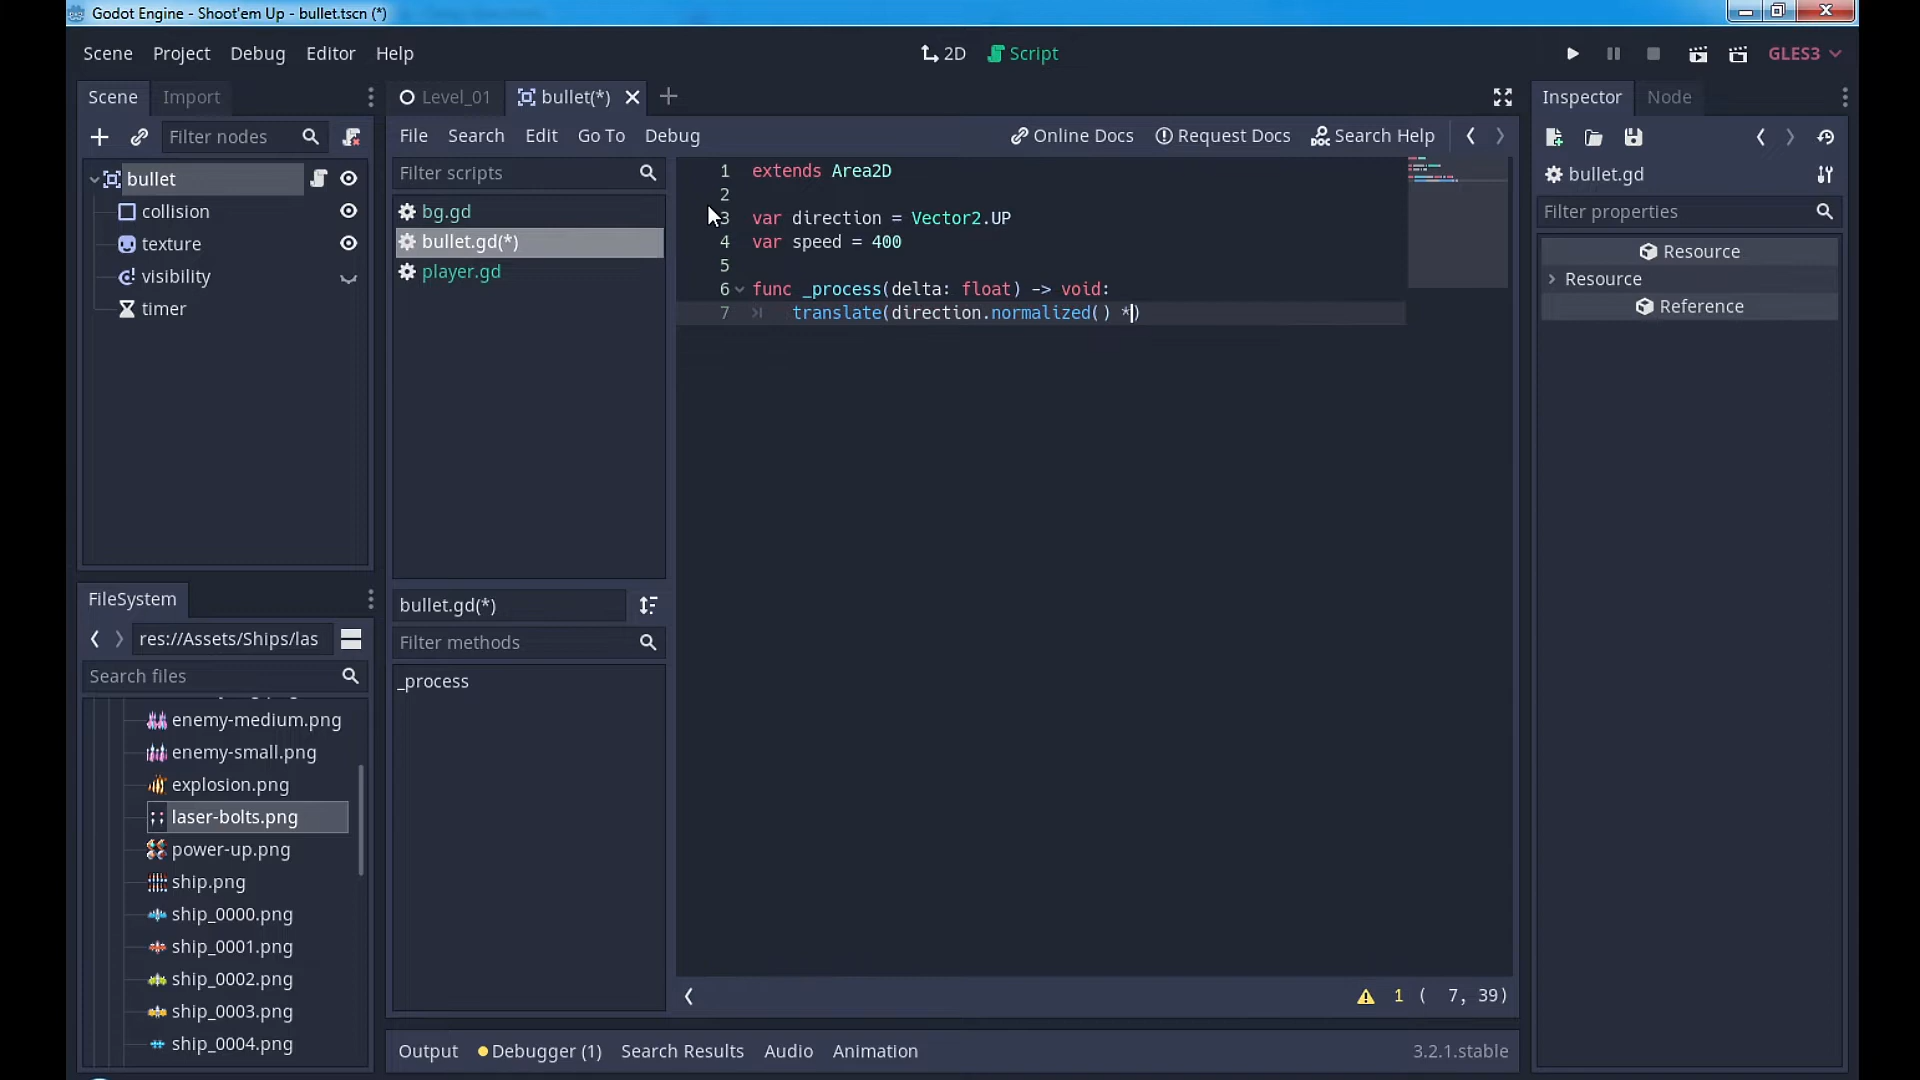 Godot Engine - Shoot'em Up - bullet.tscn (*)
Scene Project Debug Editor Help
2D Script
GLES3
Scene Import
Filter nodes
bullet
collision
texture
visibility
timer
FileSystem
res://Assets/Ships/las
Search files
enemy-medium.png
enemy-small.png
explosion.png
laser-bolts.png
power-up.png
ship.png
ship_0000.png
ship_0001.png
ship_0002.png
ship_0003.png
ship_0004.png
Level_01 bullet(*)
File Search Edit Go To Debug
Online Docs Request Docs Search Help
Filter scripts
bg.gd
bullet.gd(*)
player.gd
bullet.gd(*)
Filter methods
_process
1 extends Area2D
2
3 var direction = Vector2.UP
4 var speed = 400
5
6 func _process(delta: float) -> void:
7 translate(direction.normalized() *)
1 ( 7, 39)
Output Debugger (1) Search Results Audio Animation
3.2.1.stable
Inspector Node
bullet.gd
Filter properties
Resource
Resource
Reference